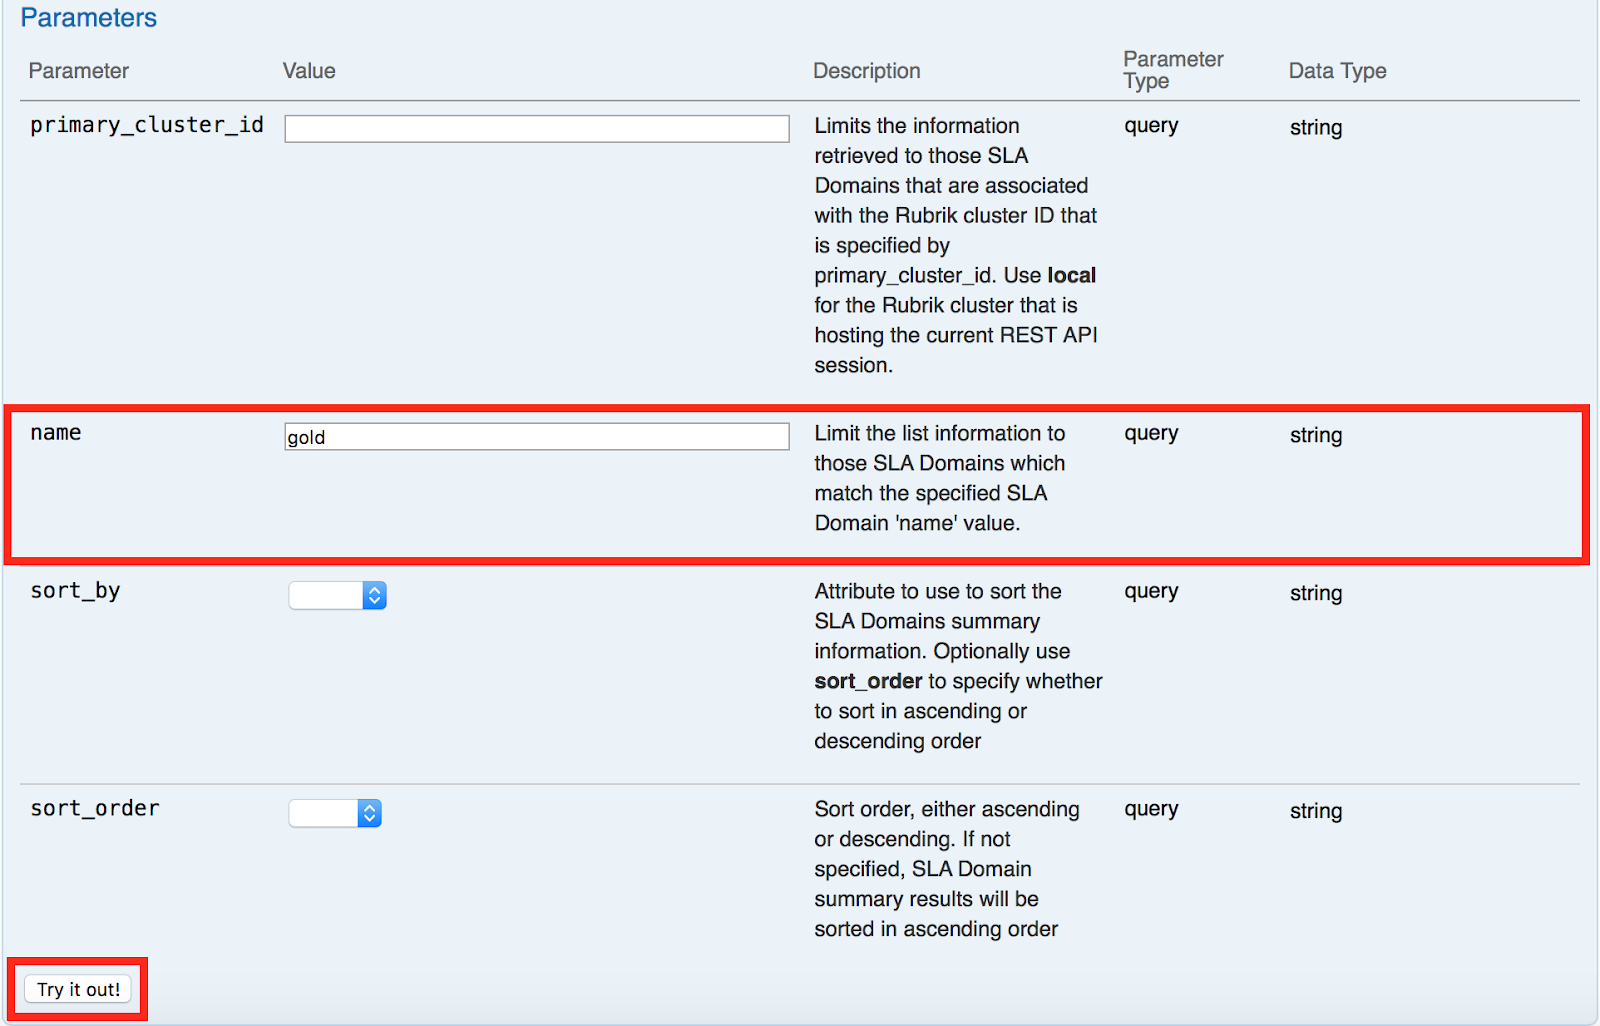 Parameters
Parameter Value Description Parameter Type Data Type
primary_cluster_id
Limits the information
retrieved to those SLA
Domains that are associated
with the Rubrik cluster ID that
is specified by
primary_cluster_id. Use local
for the Rubrik cluster that is
hosting the current REST API
session.
query
string
name
gold
Limit the list information to
those SLA Domains which
match the specified SLA
Domain 'name' value.
query
string
sort_by
Attribute to use to sort the
SLA Domains summary
information. Optionally use
sort_order to specify whether
to sort in ascending or
descending order
query
string
sort_order
Sort order, either ascending
or descending. If not
specified, SLA Domain
summary results will be
sorted in ascending order
query
string
Try it out!